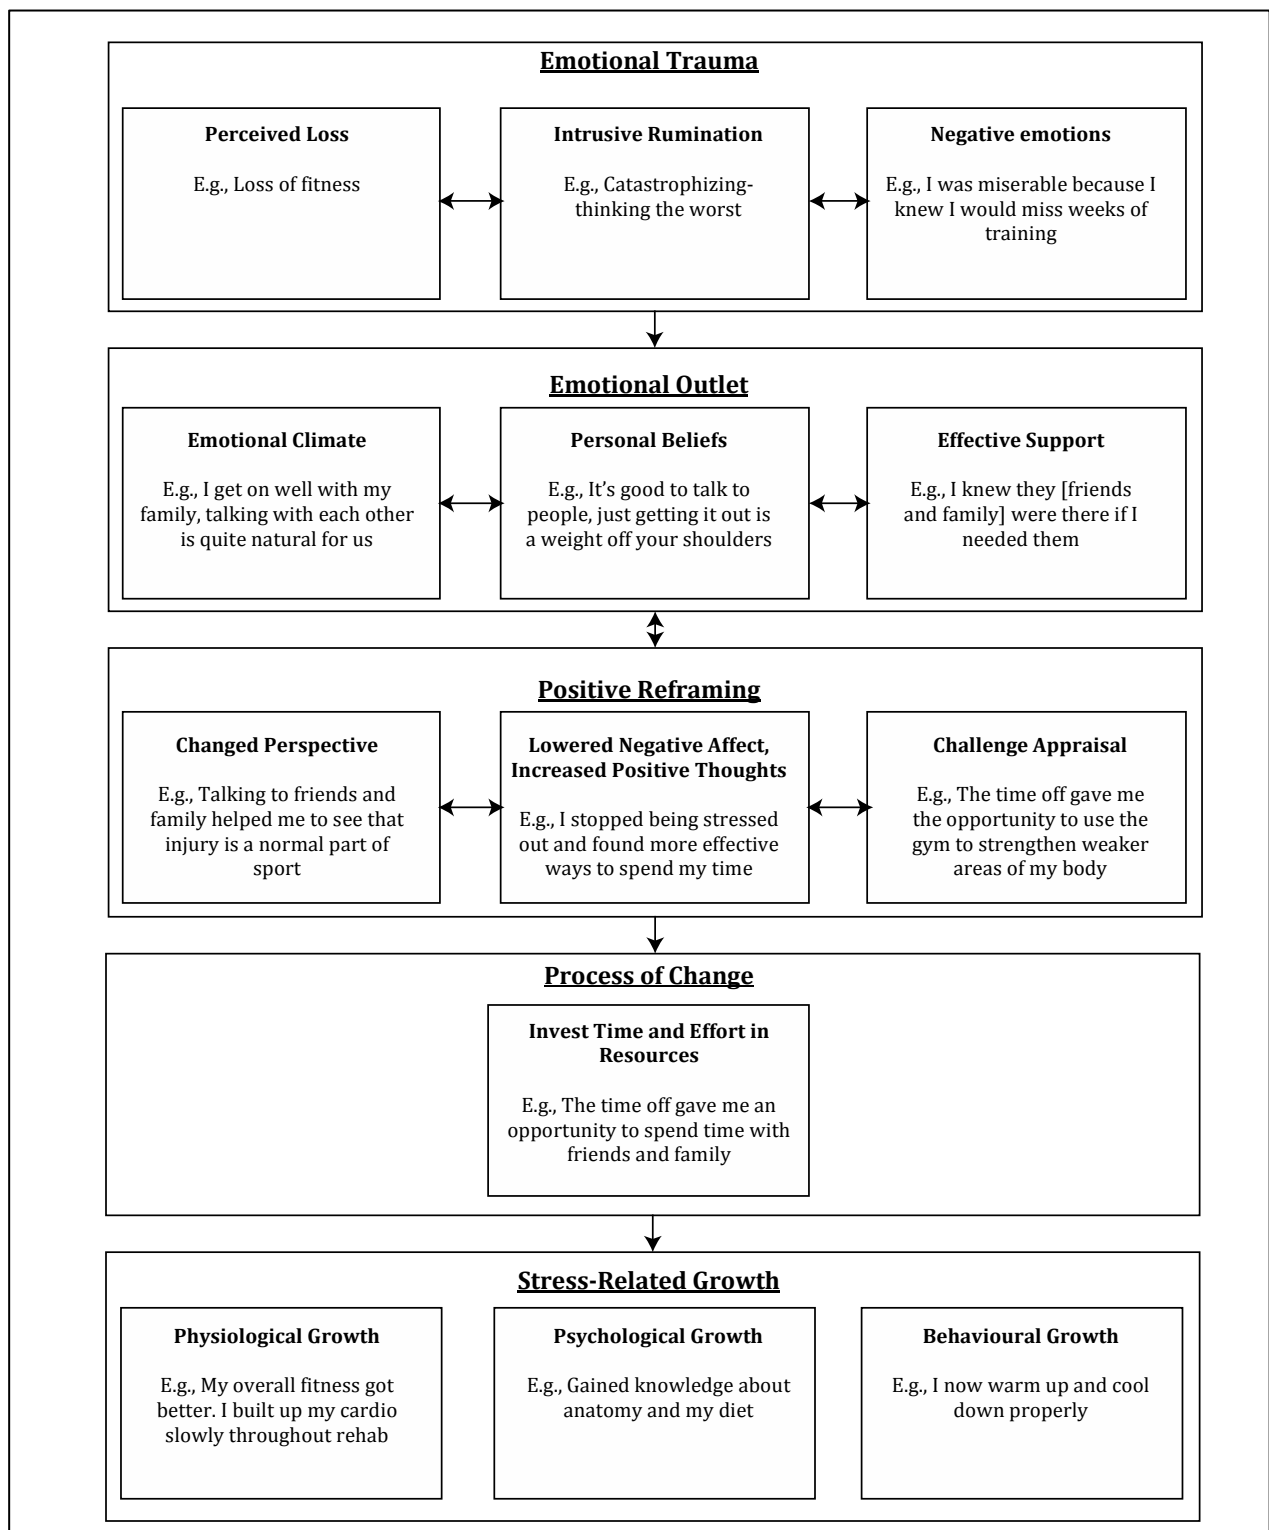 Emotional Trauma
Perceived Loss
E.g., Loss of fitness
Intrusive Rumination
E.g., Catastrophizing-
thinking the worst
Negative emotions
E.g., I was miserable because I
knew I would miss weeks of
training
Emotional Outlet
Emotional Climate
E.g., I get on well with my
family, talking with each other
is quite natural for us
Personal Beliefs
E.g., It’s good to talk to
people, just getting it out is
a weight off your shoulders
Effective Support
E.g., I knew they [friends
and family] were there if I
needed them
Positive Reframing
Changed Perspective
E.g., Talking to friends and
family helped me to see that
injury is a normal part of
sport
Lowered Negative Affect,
Increased Positive Thoughts
E.g., I stopped being stressed
out and found more effective
ways to spend my time
Challenge Appraisal
E.g., The time off gave me
the opportunity to use the
gym to strengthen weaker
areas of my body
Process of Change
Invest Time and Effort in
Resources
E.g., The time off gave me an
opportunity to spend time with
friends and family
Stress-Related Growth
Physiological Growth
E.g., My overall fitness got
better. I built up my cardio
slowly throughout rehab
Psychological Growth
E.g., Gained knowledge about
anatomy and my diet
Behavioural Growth
E.g., I now warm up and cool
down properly